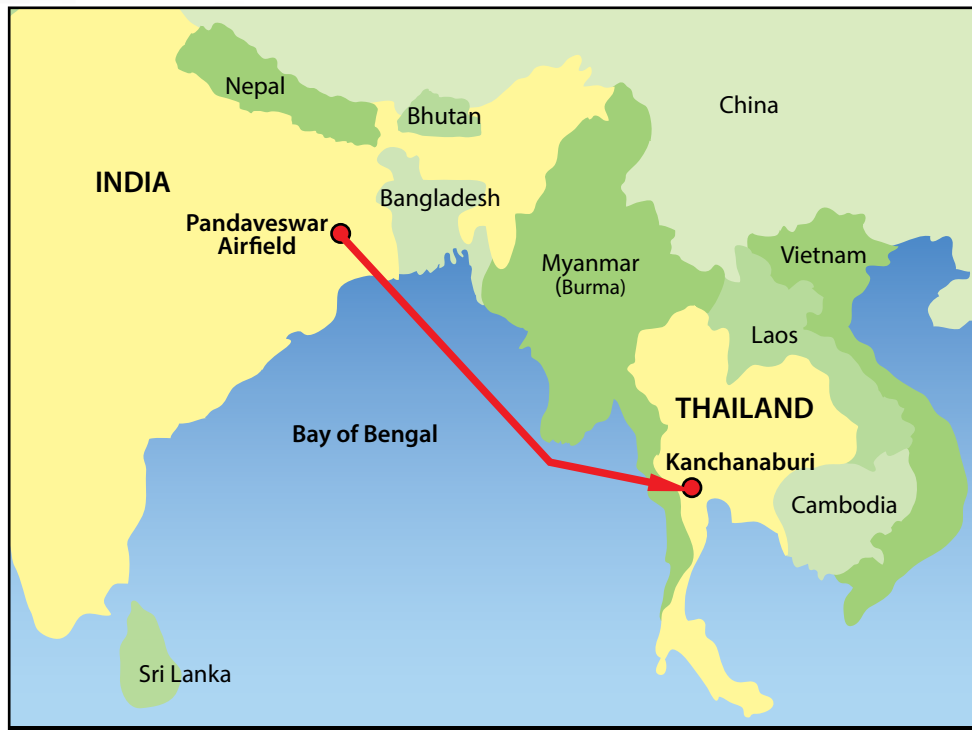 Nepal
Bhutan
China
INDIA
Bangladesh
Pandaveswar
Airfield
Myanmar
(Burma)
Vietnam
Laos
THAILAND
Bay of Bengal
Kanchanaburi
Cambodia
Sri Lanka